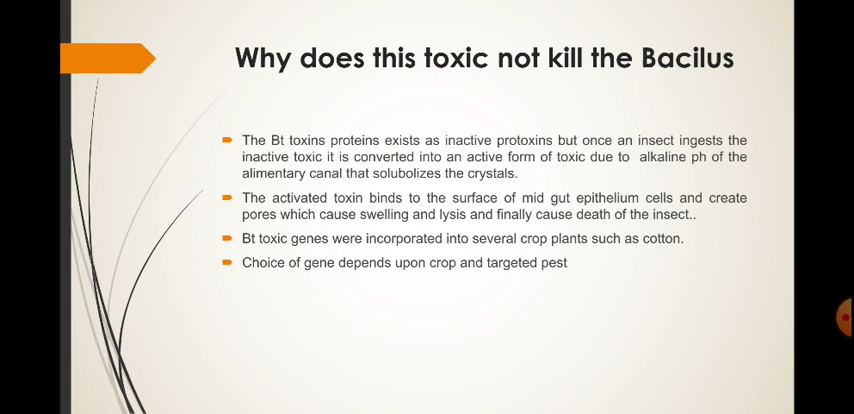 Why does this toxic not kill the Bacilus
The Bt toxins proteins exists as inactive protoxins but once an insect ingests the
inactive toxic it is converted into an active form of toxic due to alkaline ph of the
alimentary canal that solubolizes the crystals.
The activated toxin binds to the surface of mid gut epithelium cells and create
pores which cause swelling and lysis and finally cause death of the insect..
Bt toxic genes were incorporated into several crop plants such as cotton.
Choice of gene depends upon crop and targeted pest